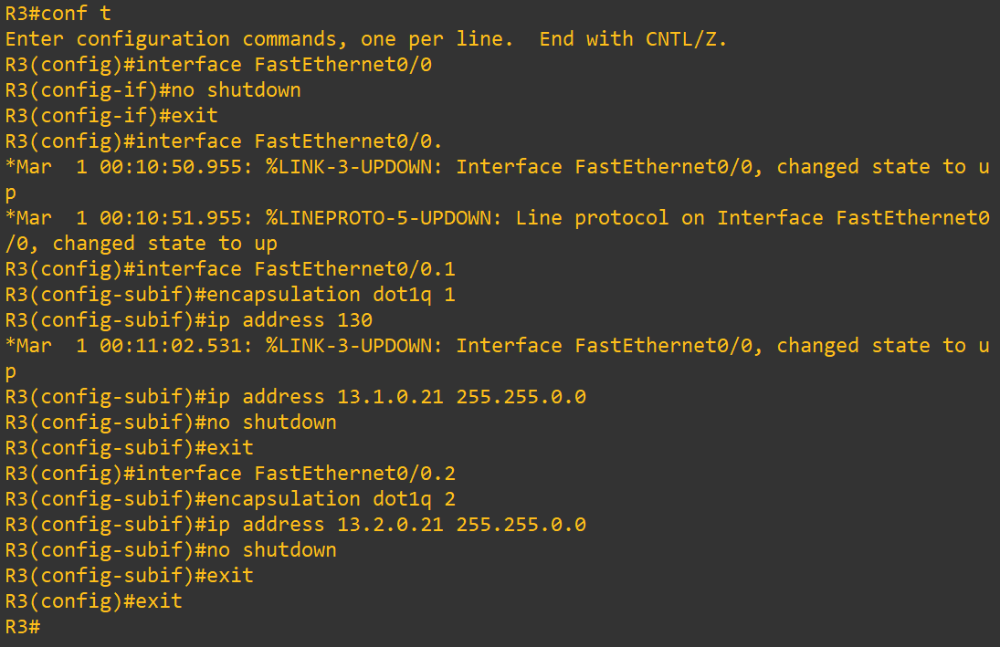 R3#conf t
Enter configuration commands, one per line.  End with CNTL/Z.
R3(config)#interface FastEthernet0/0
R3(config-if)#no shutdown
R3(config-if)#exit
R3(config)#interface FastEthernet0/0.
*Mar  1 00:10:50.955: %LINK-3-UPDOWN: Interface FastEthernet0/0, changed state to u
p
*Mar  1 00:10:51.955: %LINEPROTO-5-UPDOWN: Line protocol on Interface FastEthernet0
/0, changed state to up
R3(config)#interface FastEthernet0/0.1
R3(config-subif)#encapsulation dot1q 1
R3(config-subif)#ip address 130
*Mar  1 00:11:02.531: %LINK-3-UPDOWN: Interface FastEthernet0/0, changed state to u
p
R3(config-subif)#ip address 13.1.0.21 255.255.0.0
R3(config-subif)#no shutdown
R3(config-subif)#exit
R3(config)#interface FastEthernet0/0.2
R3(config-subif)#encapsulation dot1q 2
R3(config-subif)#ip address 13.2.0.21 255.255.0.0
R3(config-subif)#no shutdown
R3(config-subif)#exit
R3(config)#exit
R3#